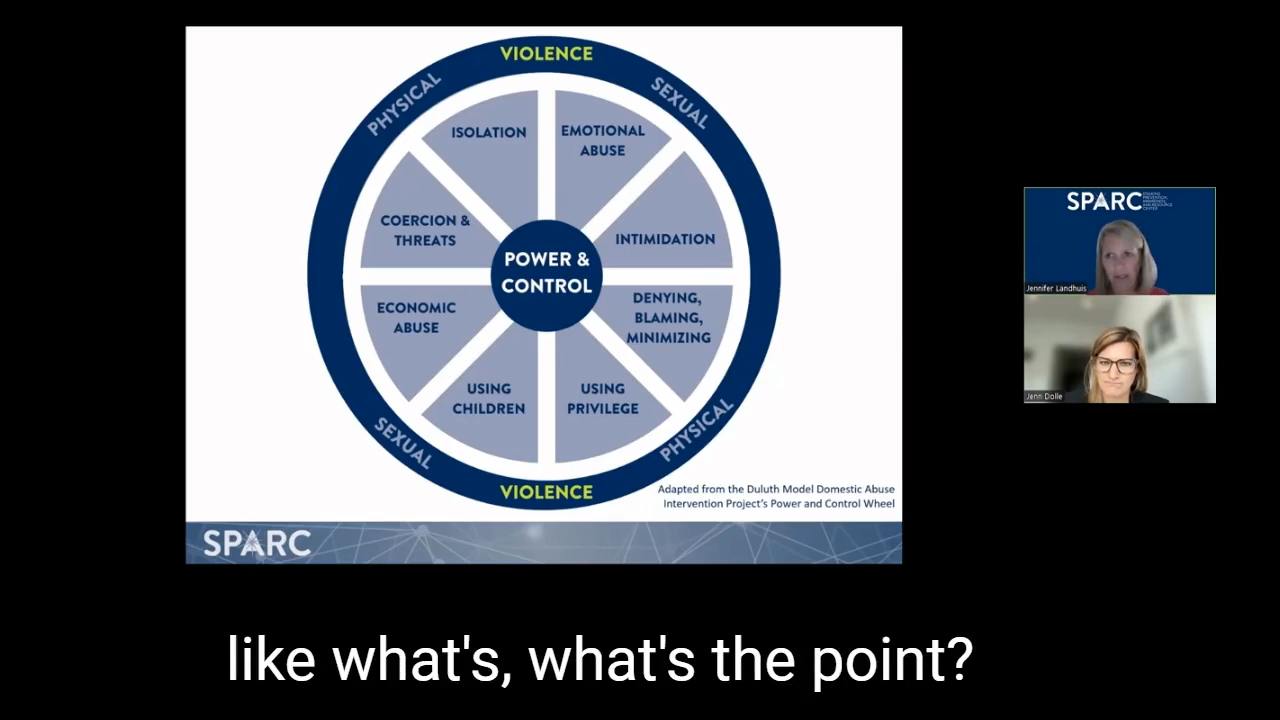 VIOLENCE
PHYSICAL
SEXUAL
ISOLATION
EMOTIONAL
ABUSE
COERCION &
THREATS
INTIMIDATION
POWER &
CONTROL
ECONOMIC
ABUSE
DENYING,
BLAMING,
MINIMIZING
USING
CHILDREN
USING
PRIVILEGE
SEXUAL
PHYSICAL
VIOLENCE
Adapted from the Duluth Model Domestic Abuse
Intervention Project's Power and Control Wheel
SPARC
SPARC
Jennifer Landhuis
Jenn Dolle
like what's, what's the point?